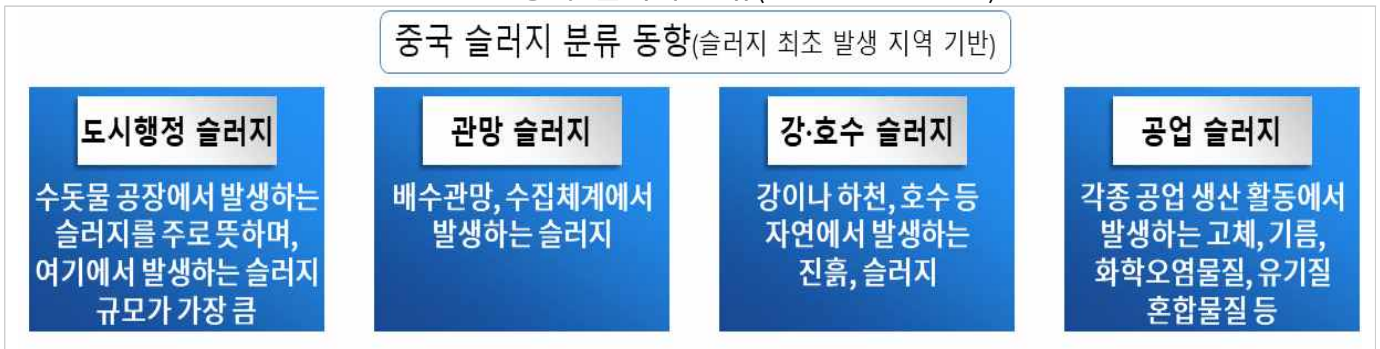 중국 슬러지 분류 동향(슬러지 최초 발생 지역 기반)
도시행정 슬러지
수돗물 공장에서 발생하는
슬러지를 주로 뜻하며,
여기에서 발생하는 슬러지
규모가 가장 큼
관망 슬러지
배수관망, 수집체계에서
발생하는 슬러지
강·호수 슬러지
강이나 하천, 호수 등
자연에서 발생하는
진흙, 슬러지
공업 슬러지
각종 공업 생산 활동에서
발생하는 고체, 기름,
화학오염물질, 유기질
혼합물질 등